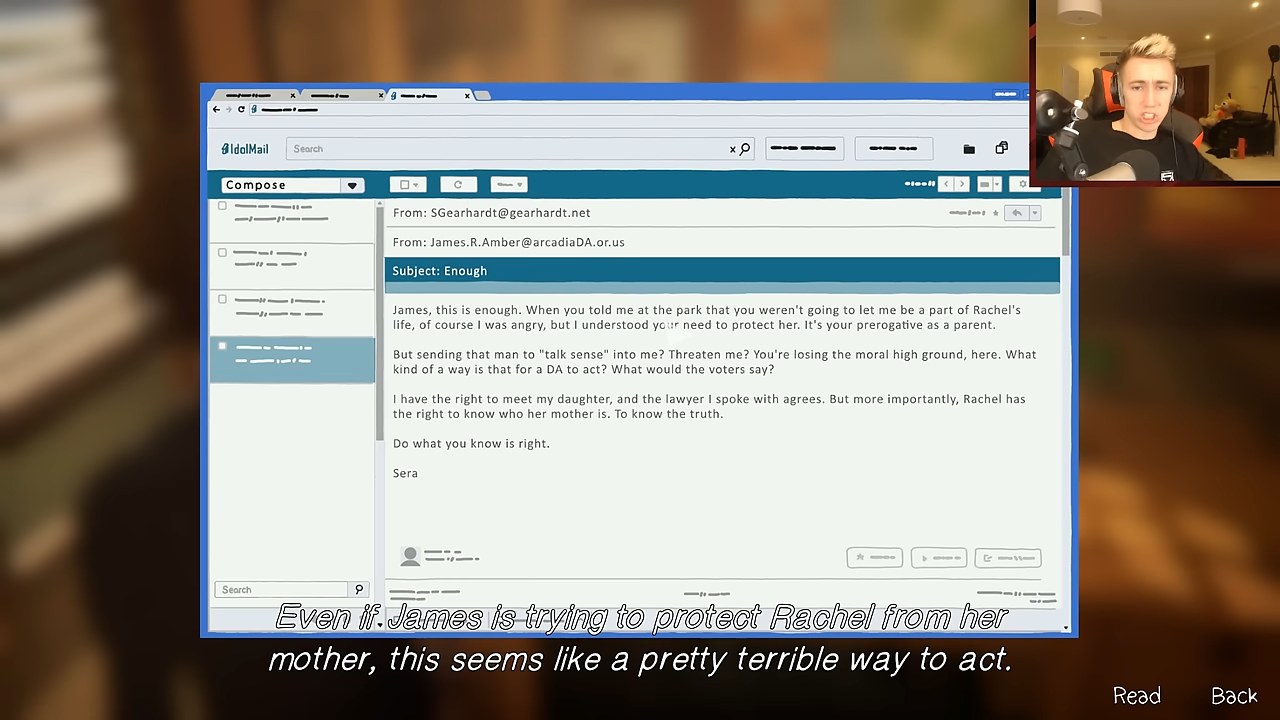 IdolMail
Search
x
Compose
From: SGearhardt@gearhardt.net
From: James.R.Amber@arcadiaDA.or.us
Subject: Enough
James, this is enough. When you told me at the park that you weren't going to let me be a part of Rachel's
life, of course I was angry, but I understood your need to protect her. It's your prerogative as a parent.
But sending that man to "talk sense" into me? Threaten me? You're losing the moral high ground, here. What
kind of a way is that for a DA to act? What would the voters say?
I have the right to meet my daughter, and the lawyer I spoke with agrees. But more importantly, Rachel has
the right to know who her mother is. To know the truth.
Do what you know is right.
Sera
Search
Even if James is trying to protect Rachel from her
mother, this seems like a pretty terrible way to act.
Read Back